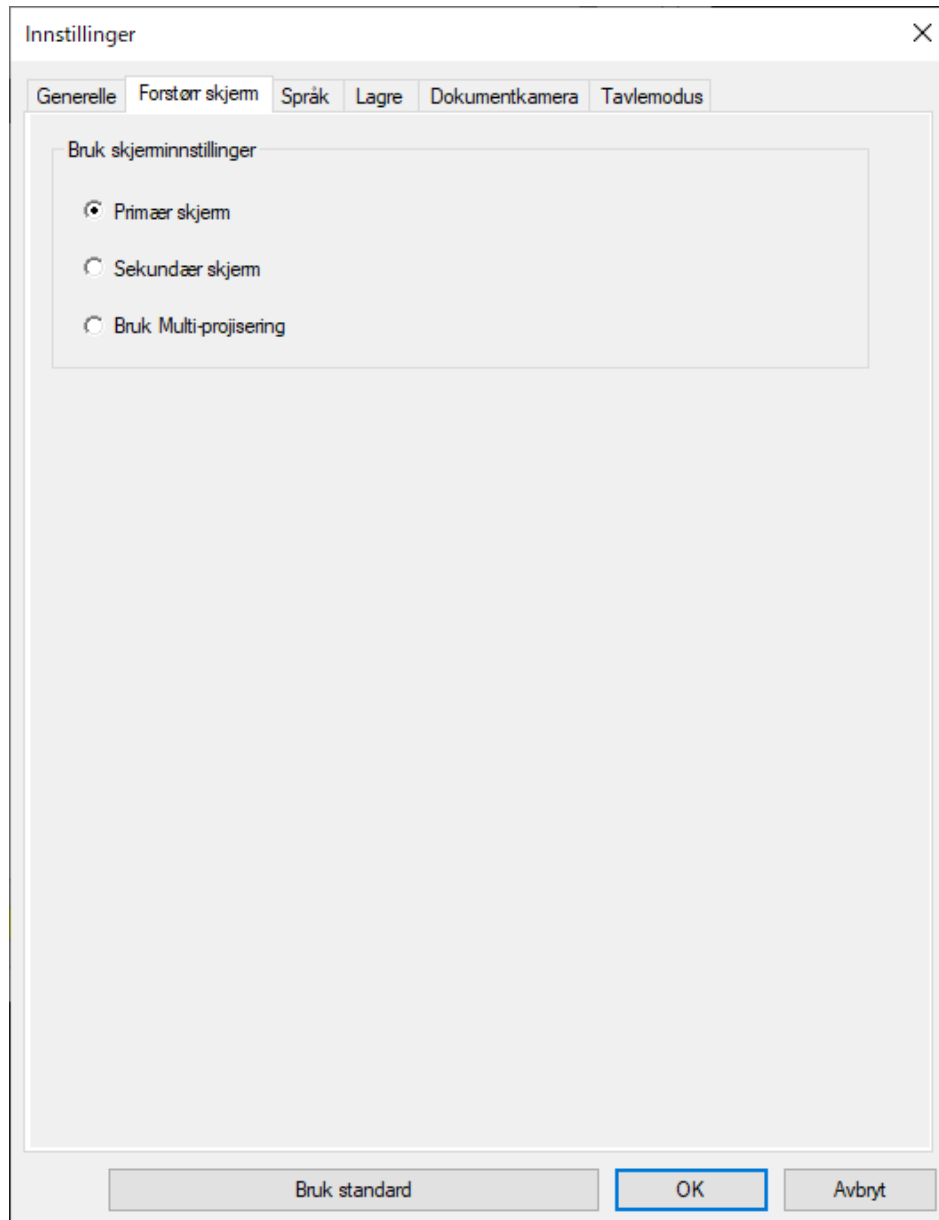 Innstillinger
Generelle Forstørr skjerm Språk Lagre Dokumentkamera Tavlemodus
Bruk skjerminnstillinger
Primær skjerm
Sekundær skjerm
Bruk Multi-projisering
Bruk standard OK Avbryt